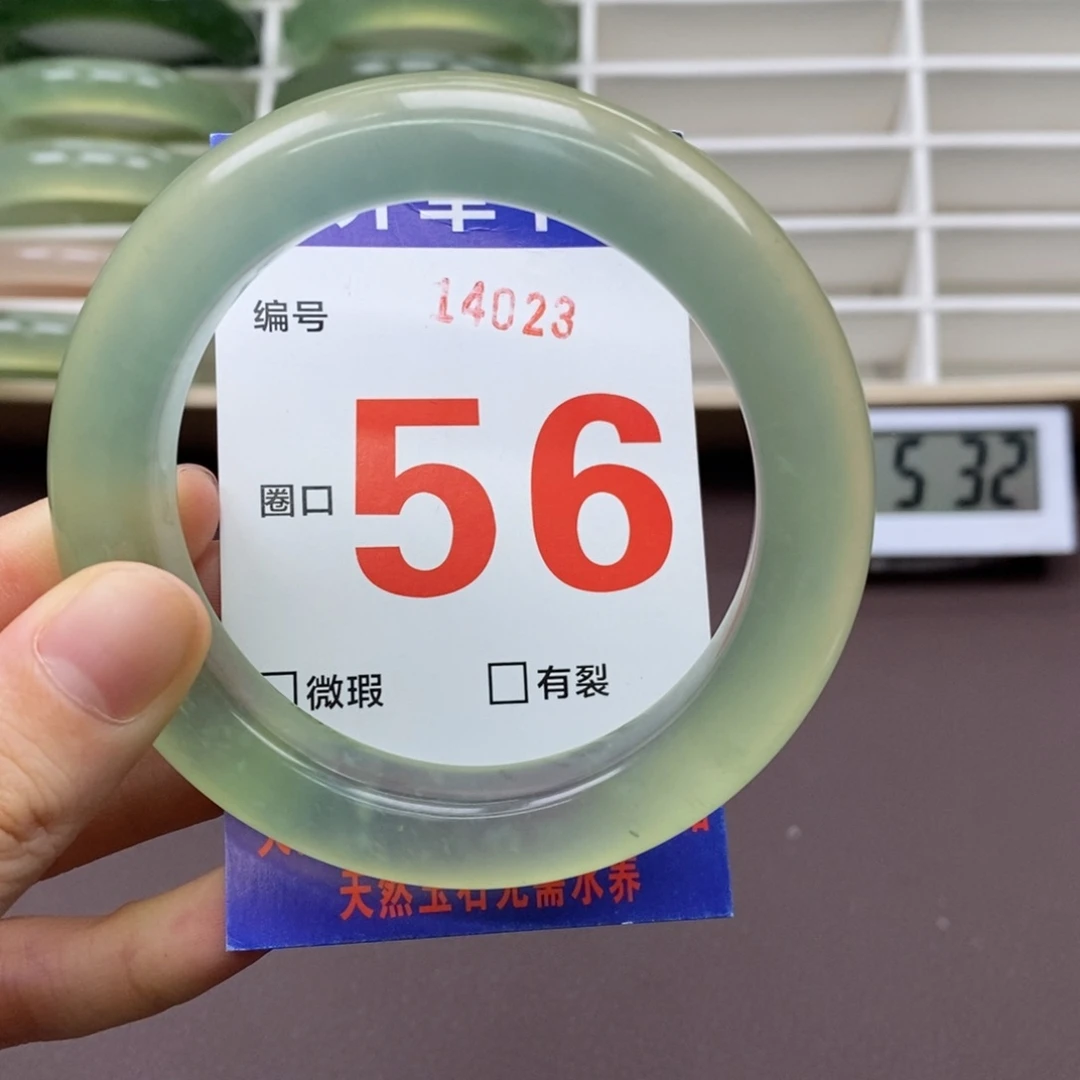 编号 14023
圈口 56
□微瑕 □有裂
天然玉石无需水养
5 32